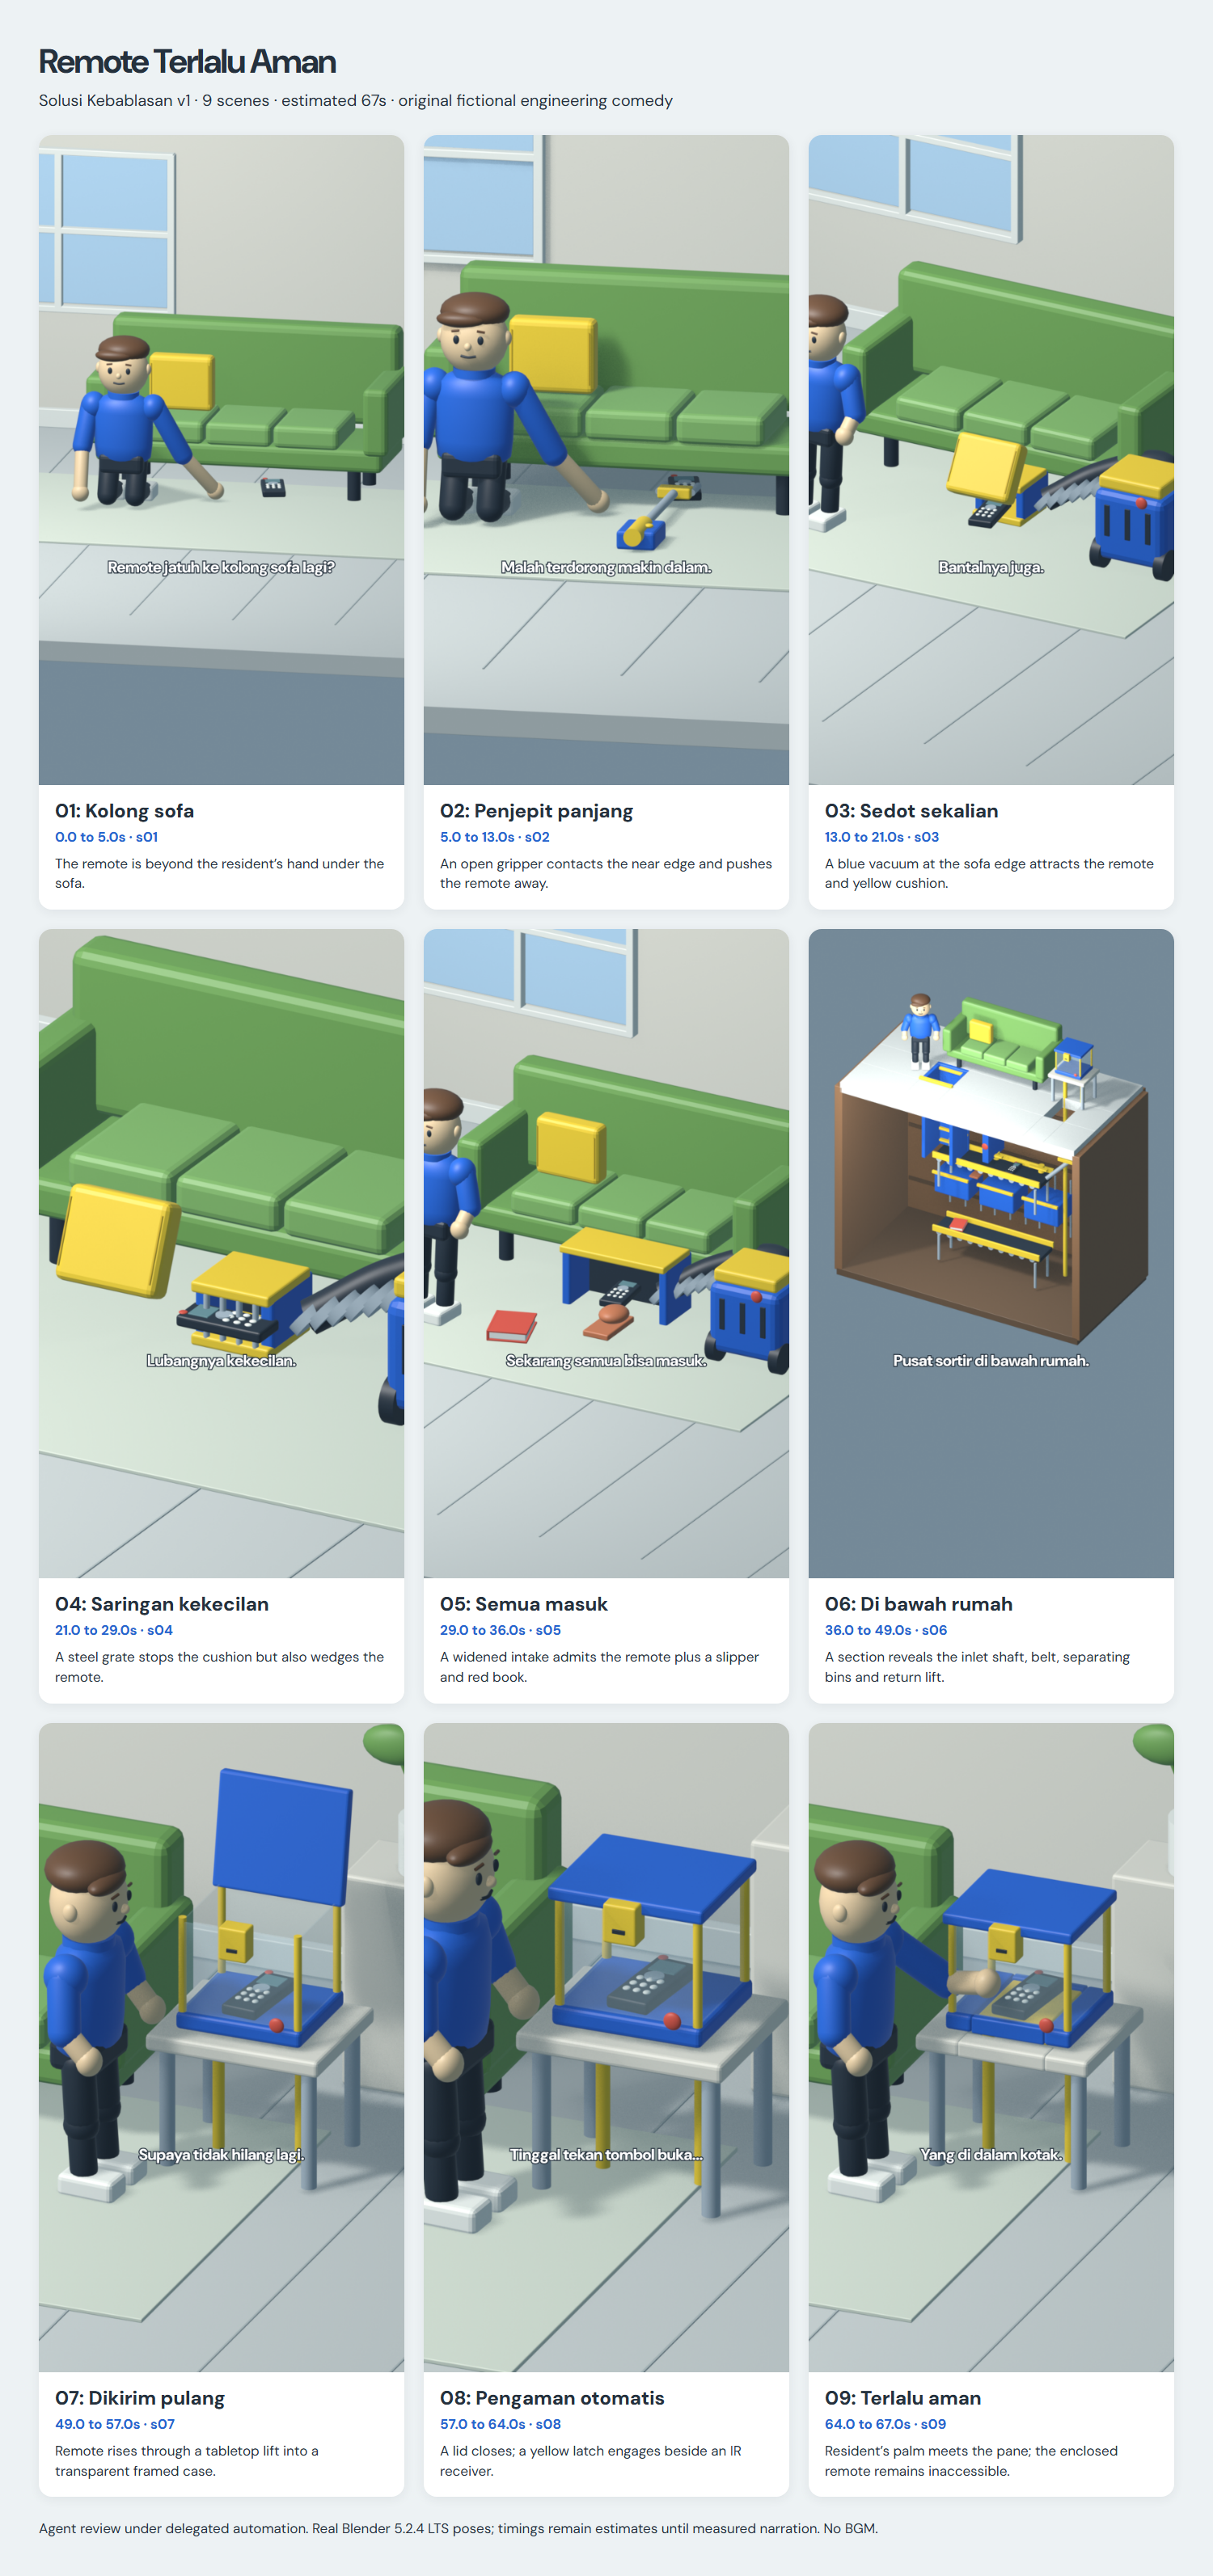 Remote Terlalu Aman
Solusi Kebablasan v1 · 9 scenes · estimated 67s · original fictional engineering comedy
Remote jatuh ke kolong sofa lagi?
01: Kolong sofa
0.0 to 5.0s · s01
The remote is beyond the resident's hand under the
sofa.
Malah terdorong makin dalam.
02: Penjepit panjang
5.0 to 13.0s · s02
An open gripper contacts the near edge and pushes
the remote away.
Bantalnya juga.
03: Sedot sekalian
13.0 to 21.0s · s03
A blue vacuum at the sofa edge attracts the remote
and yellow cushion.
Lubangnya kekecilan.
04: Saringan kekecilan
21.0 to 29.0s · s04
A steel grate stops the cushion but also wedges the
remote.
Sekarang semua bisa masuk.
05: Semua masuk
29.0 to 36.0s · s05
A widened intake admits the remote plus a slipper
and red book.
Pusat sortir di bawah rumah.
06: Di bawah rumah
36.0 to 49.0s · s06
A section reveals the inlet shaft, belt, separating
bins and return lift.
Supaya tidak hilang lagi.
07: Dikirim pulang
49.0 to 57.0s · s07
Remote rises through a tabletop lift into a
transparent framed case.
Tinggal tekan tombol buka...
08: Pengaman otomatis
57.0 to 64.0s · s08
A lid closes; a yellow latch engages beside an IR
receiver.
Yang di dalam kotak.
09: Terlalu aman
64.0 to 67.0s · s09
Resident's palm meets the pane; the enclosed
remote remains inaccessible.
Agent review under delegated automation. Real Blender 5.2.4 LTS poses; timings remain estimates until measured narration. No BGM.